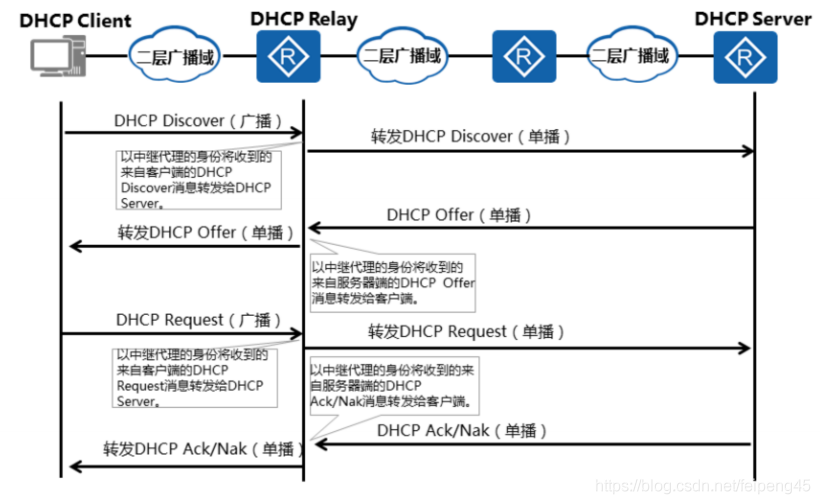 DHCP Client
DHCP Relay
DHCP Server
二层广播域
R
二层广播域
R
二层广播域
R
DHCP Discover（广播）
转发DHCP Discover（单播）
以中继代理的身份将收到的
来自客户端的DHCP
Discover消息转发给DHCP
Server。
DHCP Offer（单播）
转发DHCP Offer（单播）
以中继代理的身份将收到的
来自服务器端的DHCP Offer
消息转发给客户端。
DHCP Request（广播）
转发DHCP Request（单播）
以中继代理的身份将收到的
来自客户端的DHCP
Request消息转发给DHCP
Server。
以中继代理的身份将收到的来
自服务器端的DHCP
Ack/Nak消息转发给客户端。
DHCP Ack/Nak（单播）
转发DHCP Ack/Nak（单播）
https://blog.csdn.net/feipeng45